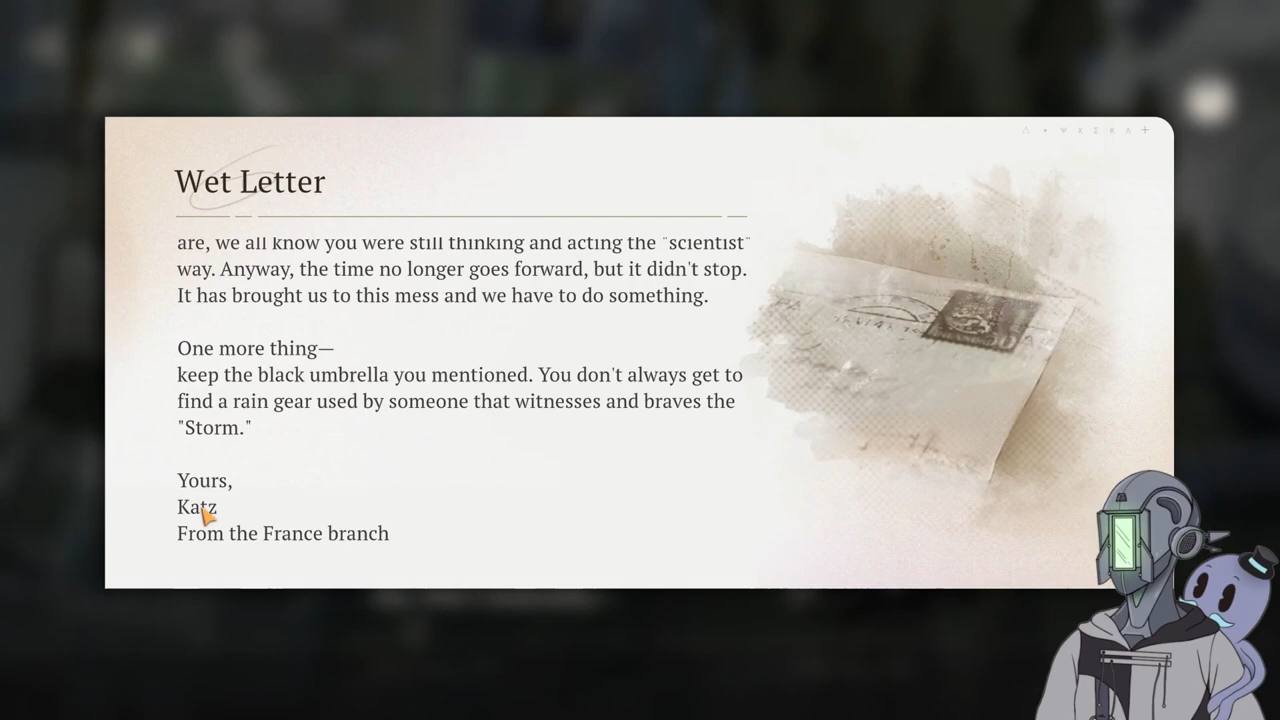 Wet Letter
are, we all know you were still thinking and acting the "scientist"
way. Anyway, the time no longer goes forward, but it didn't stop.
It has brought us to this mess and we have to do something.
One more thing—
keep the black umbrella you mentioned. You don't always get to
find a rain gear used by someone that witnesses and braves the
"Storm."
Yours,
Katz
From the France branch